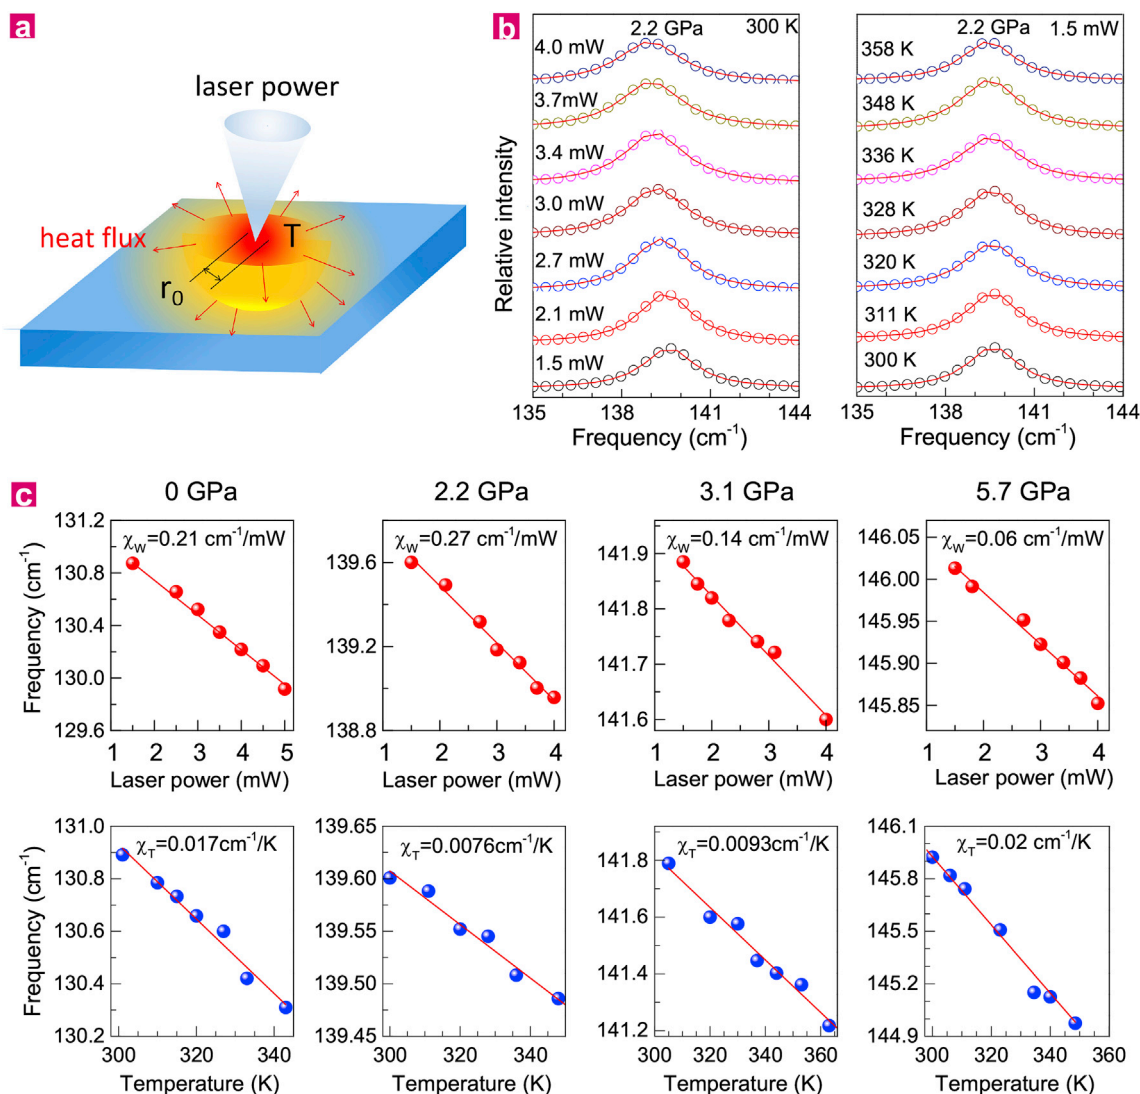 a
laser power
heat flux
T
r0
b
Relative intensity
2.2 GPa 300 K
4.0 mW
3.7mW
3.4 mW
3.0 mW
2.7 mW
2.1 mW
1.5 mW
135 138 141 144
Frequency (cm-1)
2.2 GPa 1.5 mW
358 K
348 K
336 K
328 K
320 K
311 K
300 K
135 138 141 144
Frequency (cm-1)
c
0 GPa
Frequency (cm-1)
131.2
130.8
130.4
130.0
129.6
χW=0.21 cm-1/mW
1 2 3 4 5
Laser power (mW)
2.2 GPa
139.6
139.2
138.8
χW=0.27 cm-1/mW
1 2 3 4
Laser power (mW)
3.1 GPa
141.9
141.8
141.7
141.6
χW=0.14 cm-1/mW
1 2 3 4
Laser power (mW)
5.7 GPa
146.05
146.00
145.95
145.90
145.85
χW=0.06 cm-1/mW
1 2 3 4
Laser power (mW)
Frequency (cm-1)
131.0
130.8
130.6
130.4
130.2
χT=0.017cm-1/K
300 320 340
Temperature (K)
139.65
139.60
139.55
139.50
139.45
χT=0.0076cm-1/K
300 320 340
Temperature (K)
141.8
141.6
141.4
141.2
χT=0.0093cm-1/K
300 320 340 360
Temperature (K)
146.1
145.8
145.5
145.2
144.9
χT=0.02 cm-1/K
300 320 340 360
Temperature (K)